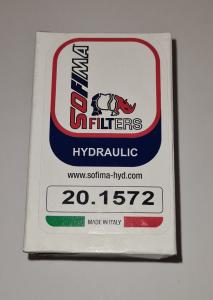 SOFIMA
FILTERS
HYDRAULIC
www.sofima-hyd.com
20.1572
MADE IN ITALY